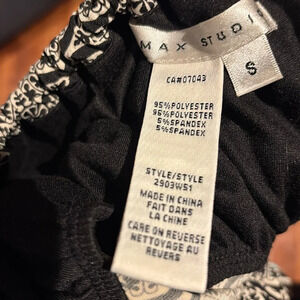 MAX STUDI
S
CA#07043
95%POLYESTER
95%POLYESTER
5%SPANDEX
5%SPANDEX
STYLE/STYLE
2903W51
MADE IN CHINA
FAIT DANS LA CHINE
CARE ON REVERSE
NETTOYAGE AU REVERS